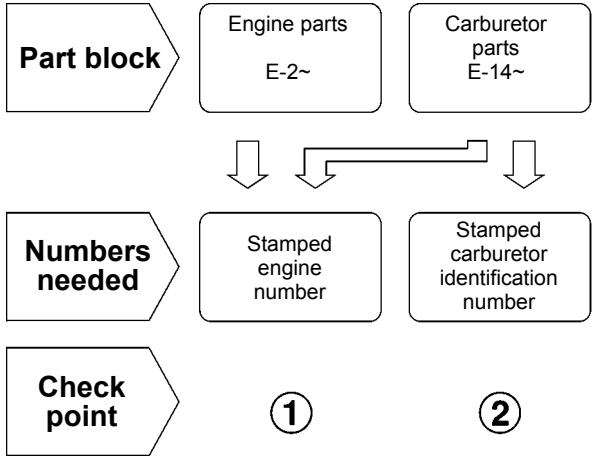 Part block
Engine parts
E-2~
Carburetor
parts
E-14~
Numbers
needed
Stamped
engine
number
Stamped
carburetor
identification
number
Check
point
①
②